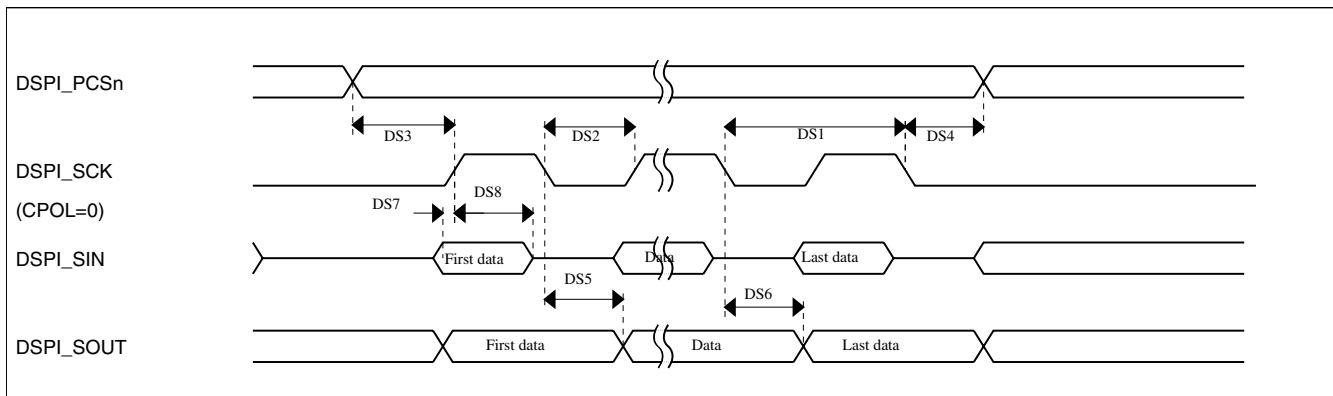 DSPI_PCSn
DS3
DS2
DS1
DS4
DSPI_SCK
(CPOL=0)
DS7
DS8
DSPI_SIN
First data
Data
Last data
DS5
DS6
DSPI_SOUT
First data
Data
Last data